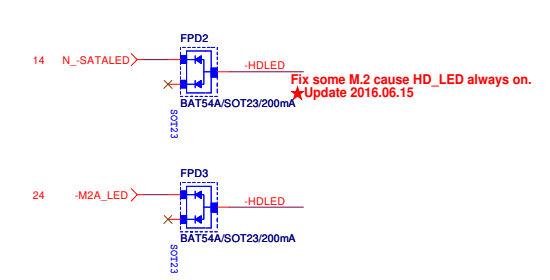 FPD2
14 N_-SATALED
-HDLED
Fix some M.2 cause HD_LED always on.
★Update 2016.06.15
BAT54A/SOT23/200mA
SOT23
FPD3
24 -M2A_LED
-HDLED
BAT54A/SOT23/200mA
SOT23